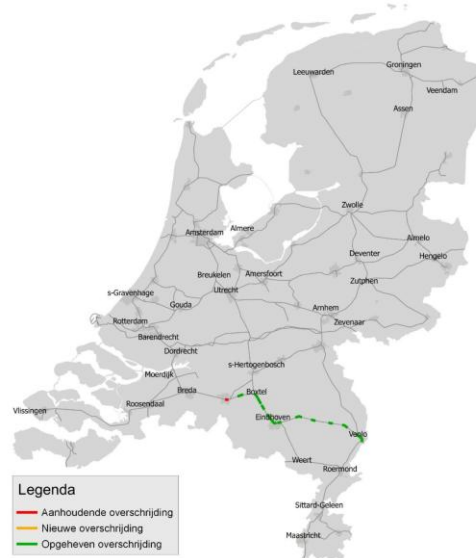 Groningen
Leeuwarden
Veendam
Assen
Zwolle
Almelo
Almere
Amsterdam
Deventer
Hengelo
Breukelen
Amersfoort
Zutphen
s-Gravenhage
Utrecht
Gouda
Arnhem
Rotterdam
Zevenaar
Barendrecht
Dordrecht
s-Hertogenbosch
Moerdijk
Breda
Boxtel
Roosendaal
Vlissingen
Eindhoven
Venlo
Weert
Roermond
Sittard-Geleen
Maastricht
Legenda
Aanhoudende overschrijding
Nieuwe overschrijding
Opgeheven overschrijding